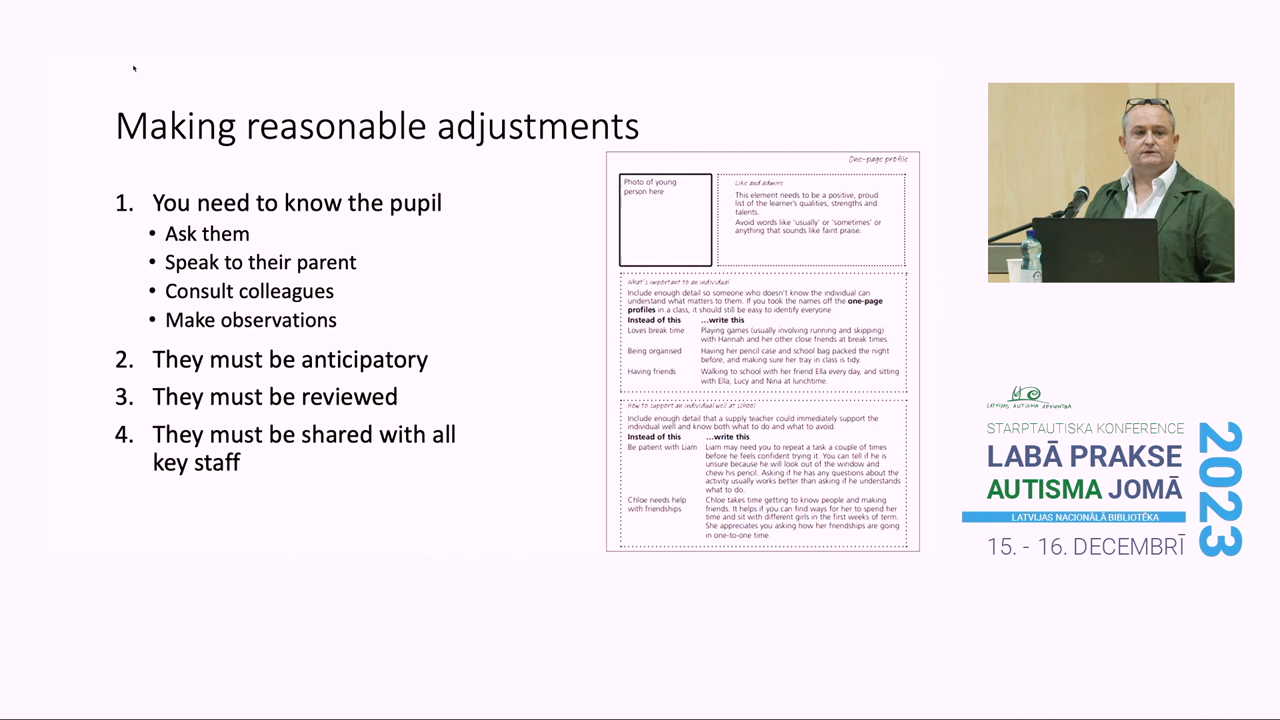 Making reasonable adjustments
1. You need to know the pupil
• Ask them
• Speak to their parent
• Consult colleagues
• Make observations
2. They must be anticipatory
3. They must be reviewed
4. They must be shared with all
key staff
One-page profile
Photo of young
person here
Like and admire
This element needs to be a positive, proud
list of the learner's qualities, strengths and
talents.
Avoid words like 'usually' or 'sometimes' or
anything that sounds like faint praise.
What's important to an individual
Include enough detail so someone who doesn't know the individual can
understand what matters to them. If you took the names off the one-page
profiles in a class, it should still be easy to identify everyone.
Instead of this ...write this
Loves break time Playing games (usually involving running and skipping)
with Hannah and her other close friends at break times.
Being organised Having her pencil case and school bag packed the night
before, and making sure her tray in class is tidy.
Having friends Walking to school with her friend Ella every day, and sitting
with Ella, Lucy and Nina at lunchtime.
How to support an individual well at school
Include enough detail that a supply teacher could immediately support the
individual well and know both what to do and what to avoid.
Instead of this ...write this
Be patient with Liam Liam may need you to repeat a task a couple of times
before he feels confident trying it. You can tell if he is
unsure because he will look out of the window and
chew his pencil. Asking if he has any questions about the
activity usually works better than asking if he understands
what to do.
Chloe needs help Chloe takes time getting to know people and making
with friendships friends. It helps if you can find ways for her to spend her
time and sit with different girls in the first weeks of term.
She appreciates you asking how her friendships are going
in one-to-one time.
LATVIJAS AUTISMA APVIENĪBA
STARPTAUTISKA KONFERENCE
LABĀ PRAKSE
AUTISMA JOMĀ
LATVIJAS NACIONĀLĀ BIBLIOTĒKA
15. - 16. DECEMBRĪ
2023